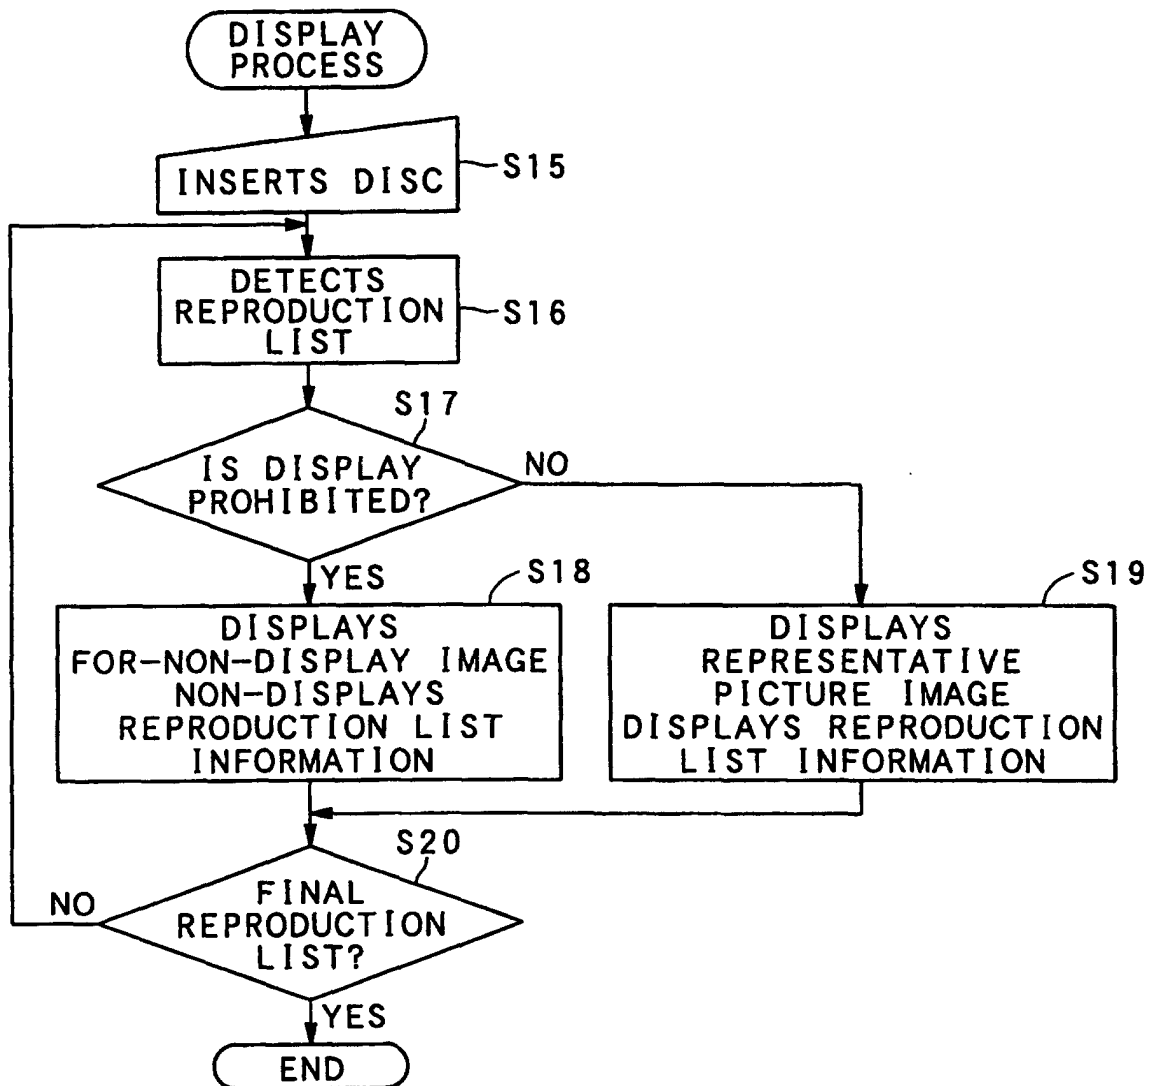 DISPLAY
PROCESS
INSERTS DISC
S15
DETECTS
REPRODUCTION
LIST
S16
S17
IS DISPLAY
PROHIBITED?
NO
YES
S18
DISPLAYS
FOR-NON-DISPLAY IMAGE
NON-DISPLAYS
REPRODUCTION LIST
INFORMATION
S19
DISPLAYS
REPRESENTATIVE
PICTURE IMAGE
DISPLAYS REPRODUCTION
LIST INFORMATION
S20
FINAL
REPRODUCTION
LIST?
NO
YES
END